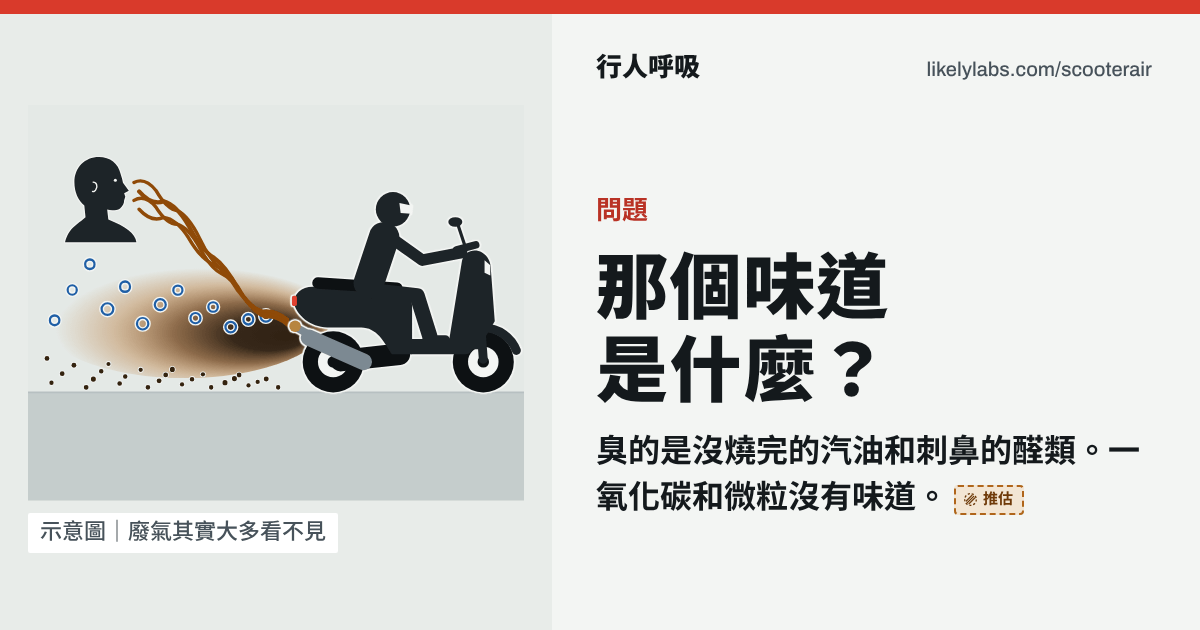 行人呼吸
likelylabs.com/scooterair
問題
那個味道
是什麼？
臭的是沒燒完的汽油和刺鼻的醛類。一
氧化碳和微粒沒有味道。 推估
示意圖｜廢氣其實大多看不見